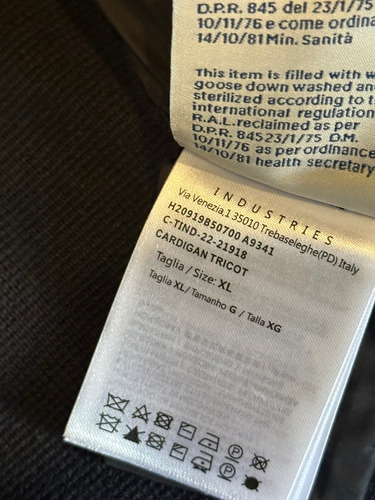 D.P.R. 845 del 23/1/75
10/11/76 e come ordina
14/10/81 Min. Sanità
This item is filled with w
goose down washed and
sterilized according to t
international regulation
R.A.L. reclaimed as per
D.P.R. 845 23/1/75 D.M.
10/11/76 as per ordinance
14/10/81 health secretary
INDUSTRIES
Via Venezia,1 35010 Trebaseleghe(PD) Italy
H20919B50700 A9341
C-TIND-22-21918
CARDIGAN TRICOT
Taglia / Size: XL
Taglia XL/ Tamanho G / Talla XG